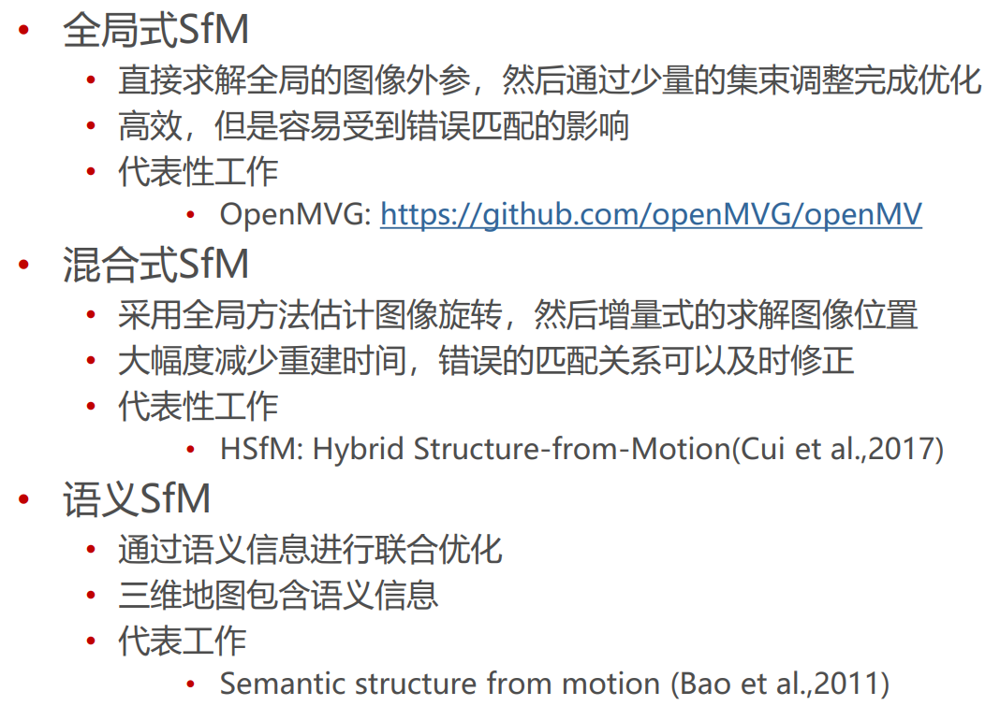 • 全局式SfM
• 直接求解全局的图像外参，然后通过少量的集束调整完成优化
• 高效，但是容易受到错误匹配的影响
• 代表性工作
• OpenMVG: https://github.com/openMVG/openMV
• 混合式SfM
• 采用全局方法估计图像旋转，然后增量式的求解图像位置
• 大幅度减少重建时间，错误的匹配关系可以及时修正
• 代表性工作
• HSfM: Hybrid Structure-from-Motion(Cui et al.,2017)
• 语义SfM
• 通过语义信息进行联合优化
• 三维地图包含语义信息
• 代表工作
• Semantic structure from motion (Bao et al.,2011)